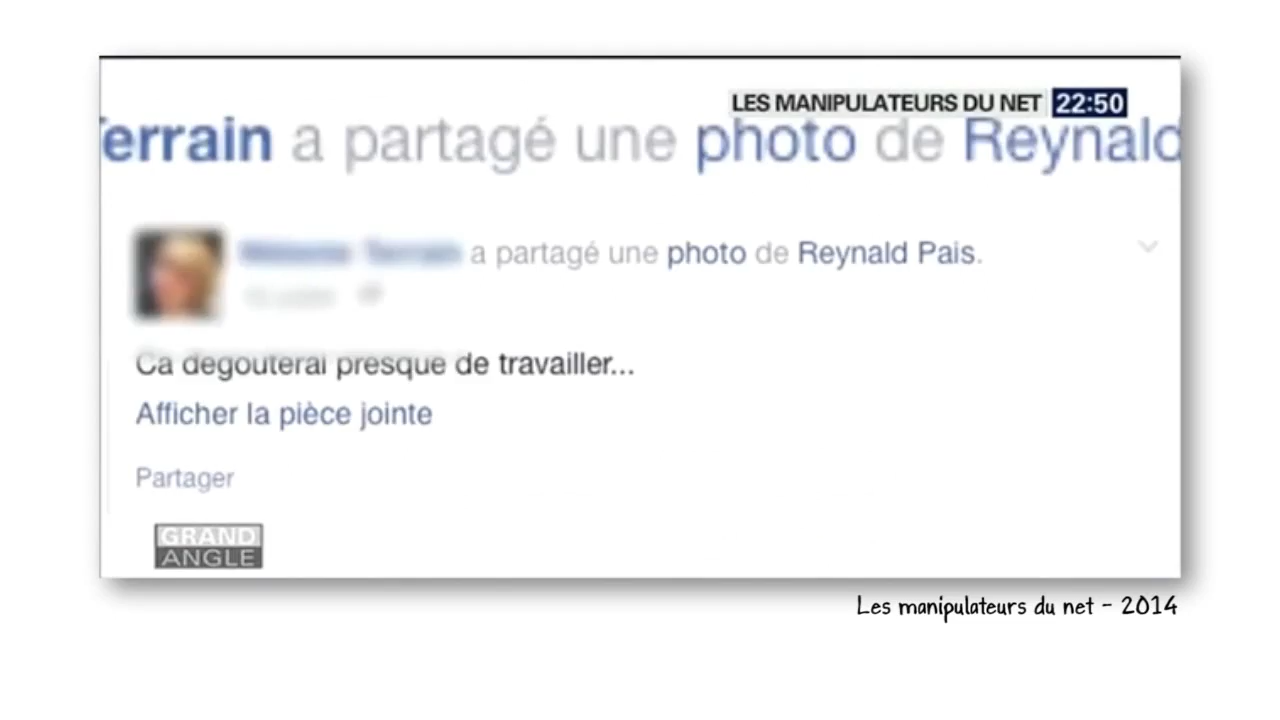 LES MANIPULATEURS DU NET 22:50
Terrain a partagé une photo de Reynald
a partagé une photo de Reynald Pais.
Ca degouterai presque de travailler...
Afficher la pièce jointe
Partager
GRAND
ANGLE
Les manipulateurs du net - 2014